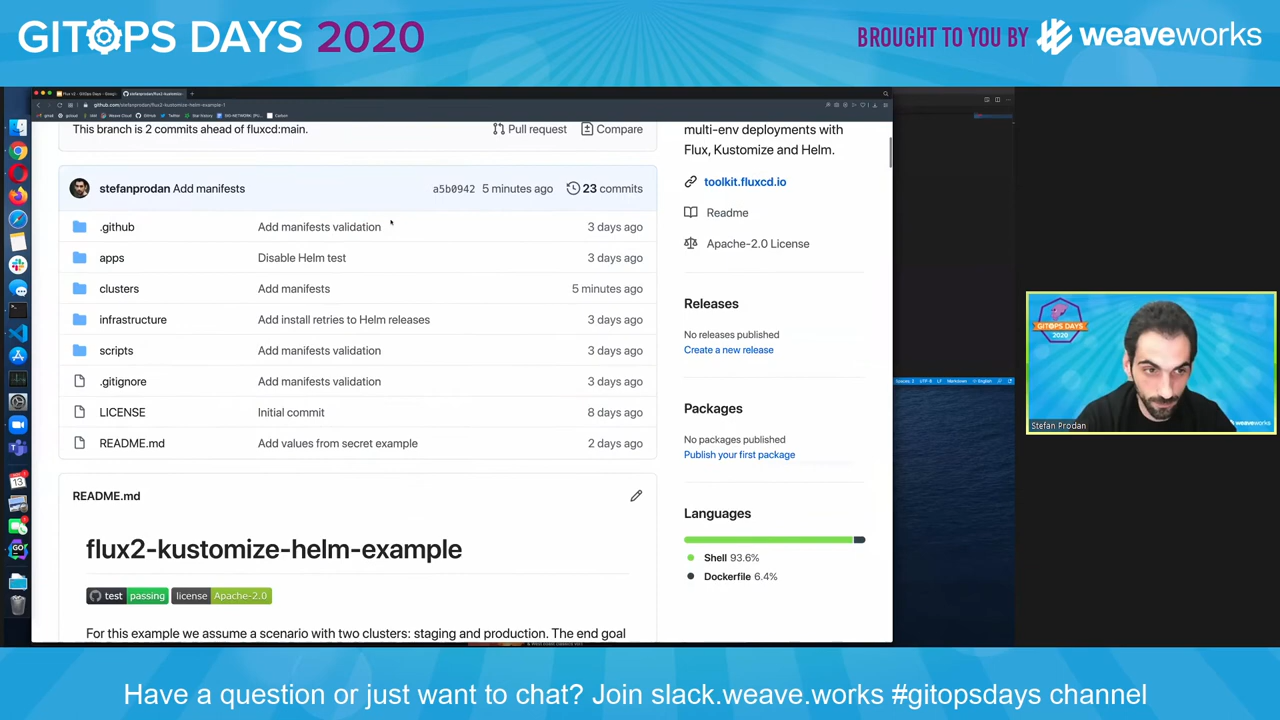 GITOPS DAYS 2020
BROUGHT TO YOU BY weaveworks
github.com/stefanprodan/flux2-kustomize-helm-example-1
This branch is 2 commits ahead of fluxcd:main.
Pull request
Compare
multi-env deployments with
Flux, Kustomize and Helm.
stefanprodan Add manifests
a5b0942 5 minutes ago
23 commits
toolkit.fluxcd.io
Readme
Apache-2.0 License
.github Add manifests validation 3 days ago
apps Disable Helm test 3 days ago
clusters Add manifests 5 minutes ago
infrastructure Add install retries to Helm releases 3 days ago
scripts Add manifests validation 3 days ago
.gitignore Add manifests validation 3 days ago
LICENSE Initial commit 8 days ago
README.md Add values from secret example 2 days ago
Releases
No releases published
Create a new release
Packages
No packages published
Publish your first package
README.md
flux2-kustomize-helm-example
test passing license Apache-2.0
For this example we assume a scenario with two clusters: staging and production. The end goal
Languages
Shell 93.6%
Dockerfile 6.4%
GITOPS DAYS
2020
weaveworks
Stefan Prodan
Have a question or just want to chat? Join slack.weave.works #gitopsdays channel